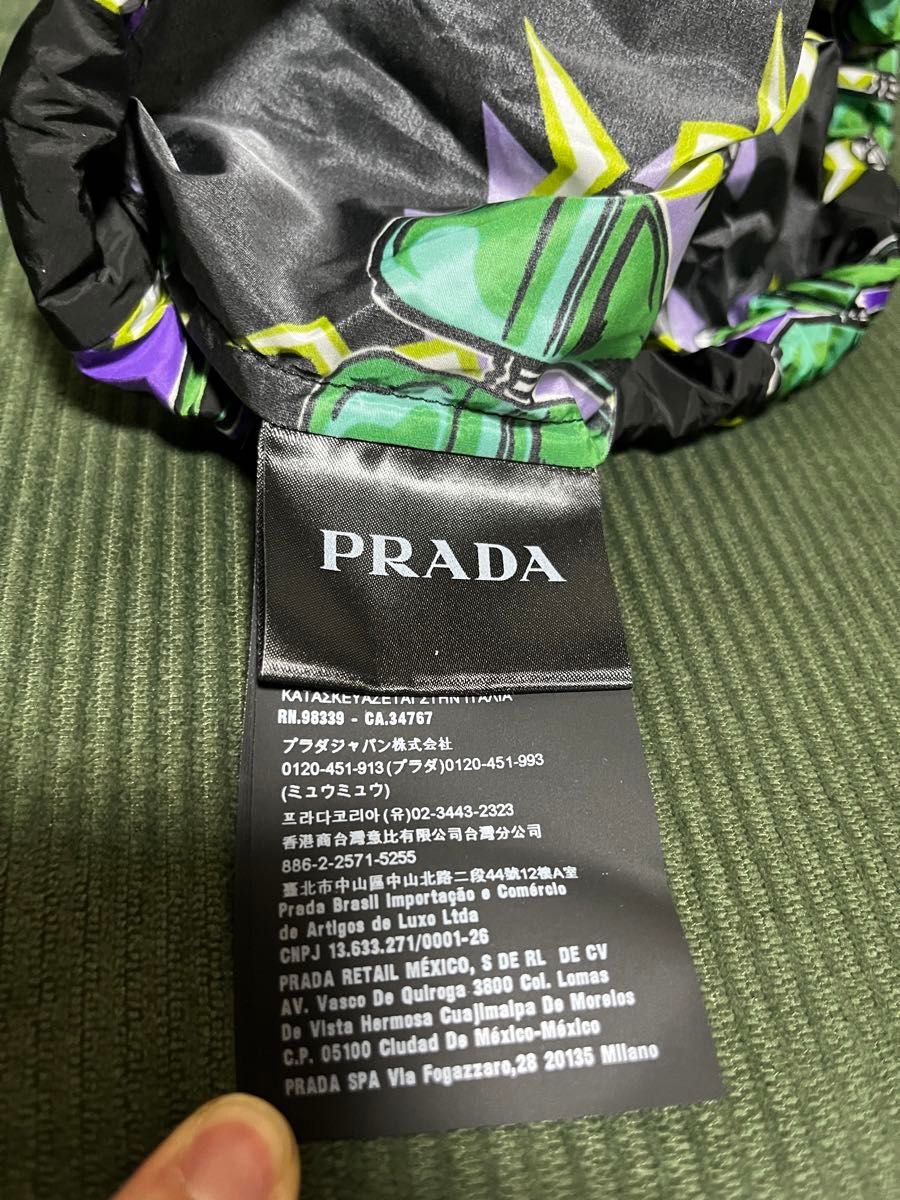 PRADA
ΚΑΤΑΣΚΕΥΑΖΕΤΑΙ ΣΤΗΝ ΙΤΑΛΙΑ
RN.98339 - CA.34767
プラダジャパン株式会社
0120-451-913(プラダ)0120-451-993
(ミュウミュウ)
프라다코리아(유)02-3443-2323
香港商台灣意比有限公司台灣分公司
886-2-2571-5255
臺北市中山區中山北路二段44號12樓A室
Prada Brasil Importação e Comércio
de Artigos de Luxo Ltda
CNPJ 13.633.271/0001-26
PRADA RETAIL MÉXICO, S DE RL DE CV
AV. Vasco De Quiroga 3800 Col. Lomas
De Vista Hermosa Cuajimalpa De Morelos
C.P. 05100 Ciudad De México-México
PRADA SPA Via Fogazzaro,28 20135 Milano